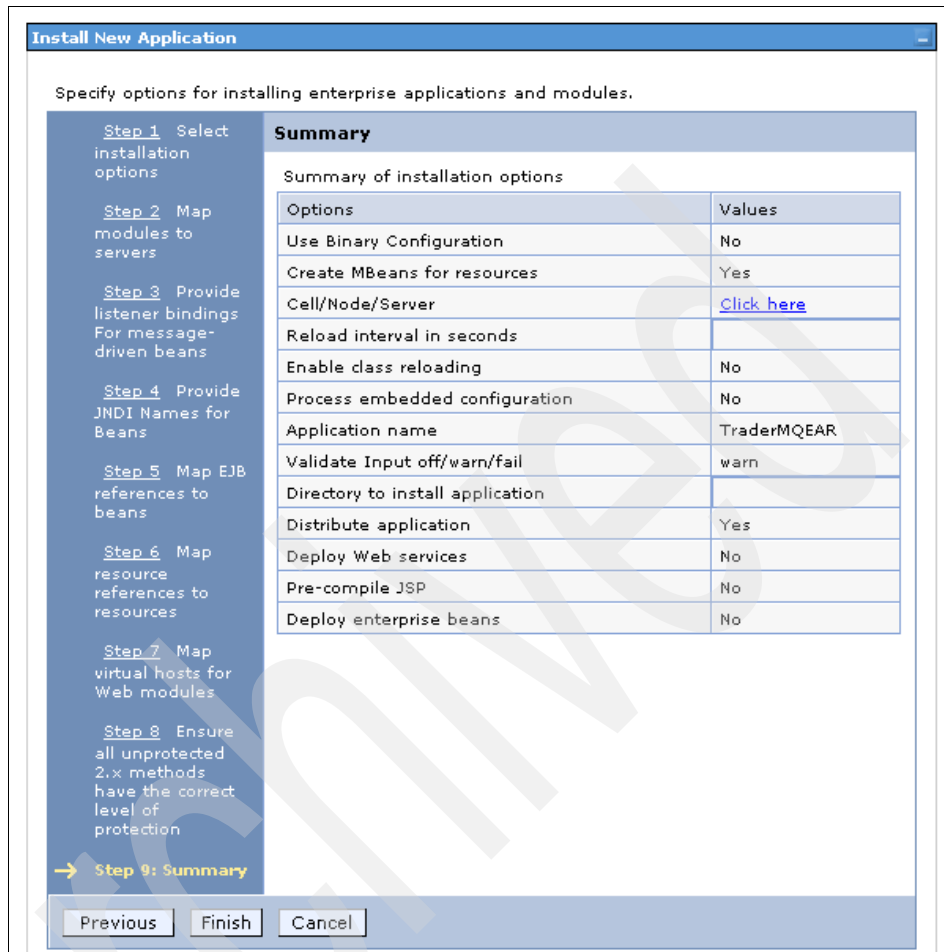 Install New Application
Specify options for installing enterprise applications and modules.
Step 1 Select
installation
options
Step 2 Map
modules to
servers
Step 3 Provide
listener bindings
For message-
driven beans
Step 4 Provide
JNDI Names for
Beans
Step 5 Map EJB
references to
beans
Step 6 Map
resource
references to
resources
Step 7 Map
virtual hosts for
Web modules
Step 8 Ensure
all unprotected
2.x methods
have the correct
level of
protection
Step 9: Summary
Summary
Summary of installation options
Options Values
Use Binary Configuration No
Create MBeans for resources Yes
Cell/Node/Server Click here
Reload interval in seconds
Enable class reloading No
Process embedded configuration No
Application name TraderMQEAR
Validate Input off/warn/fail warn
Directory to install application
Distribute application Yes
Deploy Web services No
Pre-compile JSP No
Deploy enterprise beans No
Previous Finish Cancel
rchived